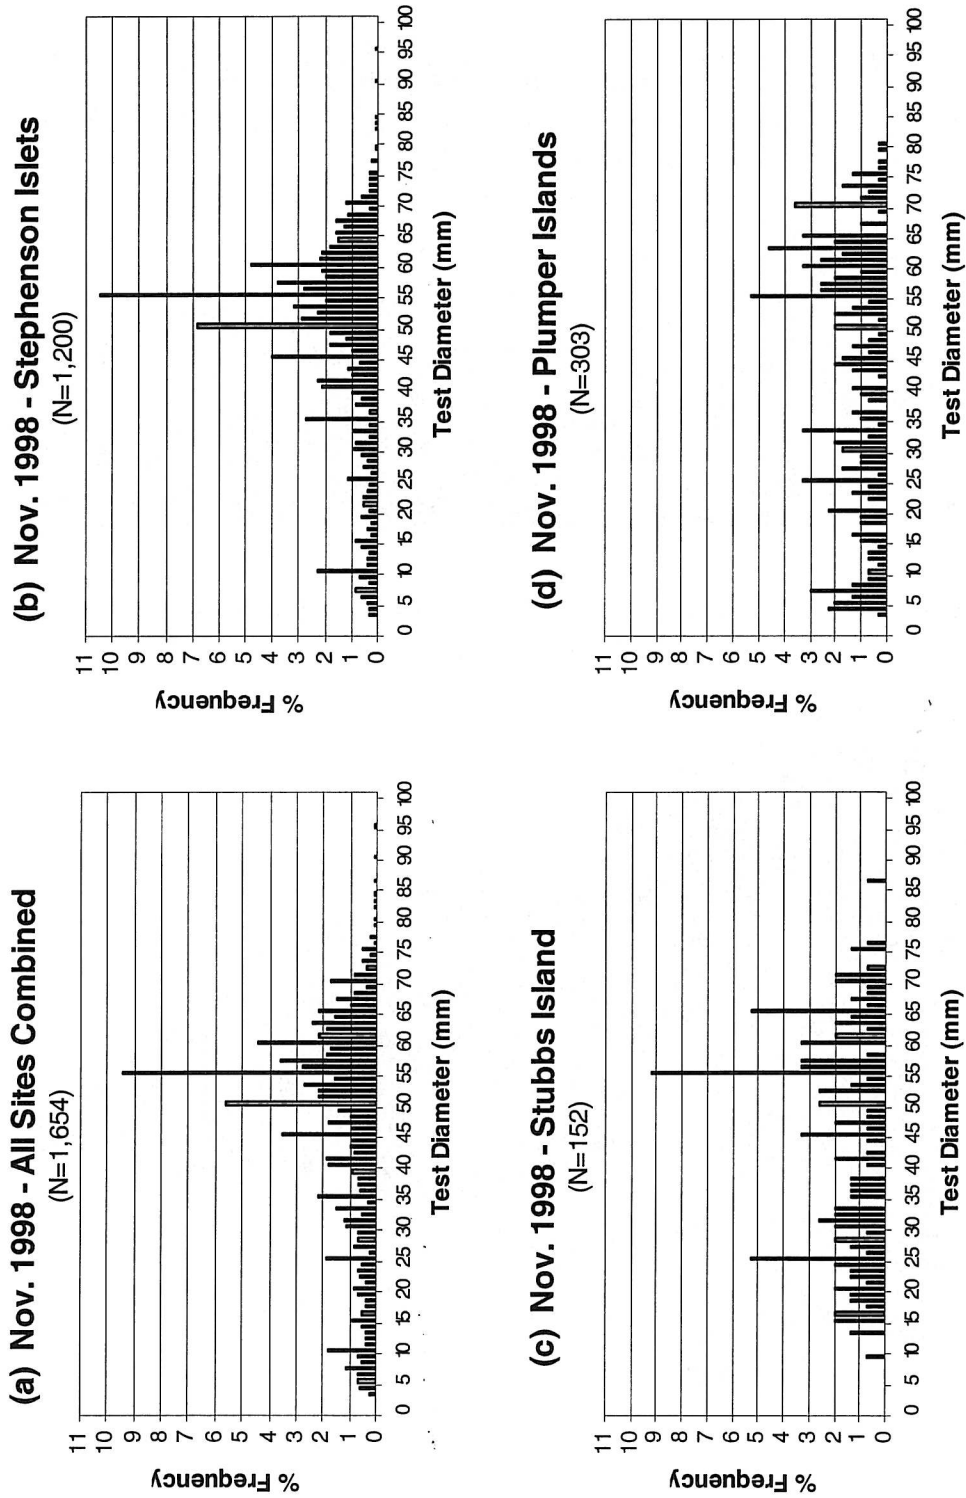 (a) Nov. 1998 - All Sites Combined
(N=1,654)
% Frequency
11
10
9
8
7
6
5
4
3
2
1
0
0 5 10 15 20 25 30 35 40 45 50 55 60 65 70 75 80 85 90 95 100
Test Diameter (mm)
(b) Nov. 1998 - Stephenson Islets
(N=1,200)
% Frequency
11
10
9
8
7
6
5
4
3
2
1
0
0 5 10 15 20 25 30 35 40 45 50 55 60 65 70 75 80 85 90 95 100
Test Diameter (mm)
(c) Nov. 1998 - Stubbs Island
(N=152)
% Frequency
11
10
9
8
7
6
5
4
3
2
1
0
0 5 10 15 20 25 30 35 40 45 50 55 60 65 70 75 80 85 90 95 100
Test Diameter (mm)
(d) Nov. 1998 - Plumper Islands
(N=303)
% Frequency
11
10
9
8
7
6
5
4
3
2
1
0
0 5 10 15 20 25 30 35 40 45 50 55 60 65 70 75 80 85 90 95 100
Test Diameter (mm)